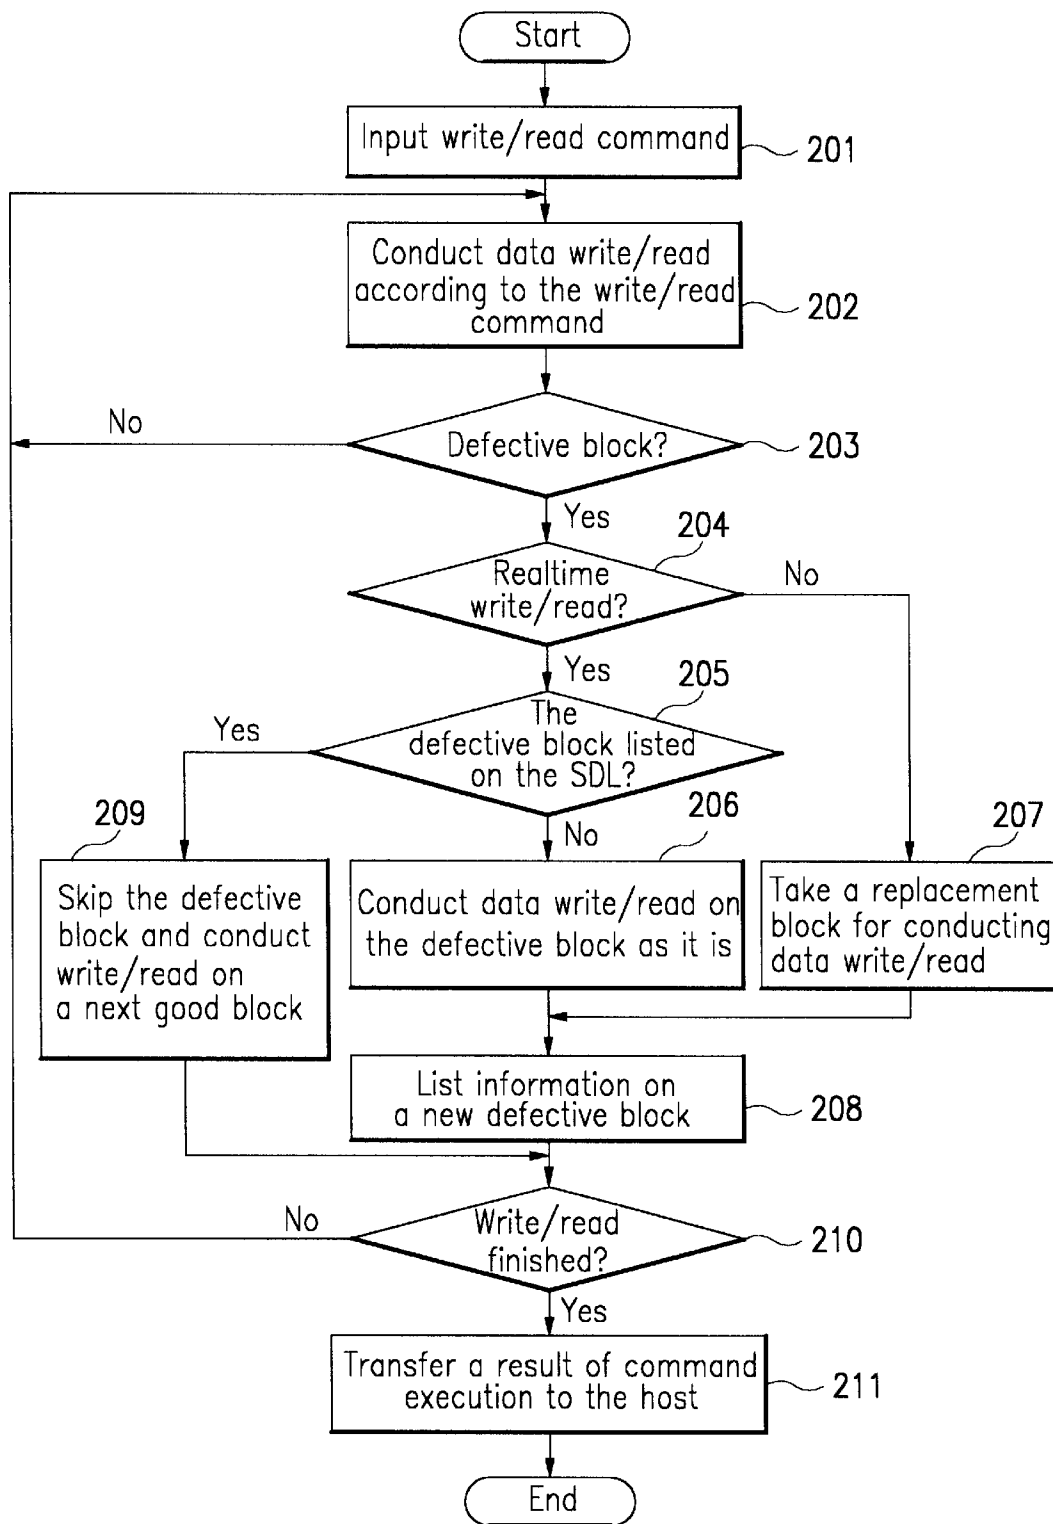 Start
Input write/read command
201
Conduct data write/read
according to the write/read
command
202
No
Defective block?
203
Yes
204
Realtime
write/read?
No
Yes
205
Yes
The
defective block listed
on the SDL?
No
209
206
207
Skip the defective
block and conduct
write/read on
a next good block
Conduct data write/read on
the defective block as it is
Take a replacement
block for conducting
data write/read
List information on
a new defective block
208
No
Write/read
finished?
210
Yes
Transfer a result of command
execution to the host
211
End